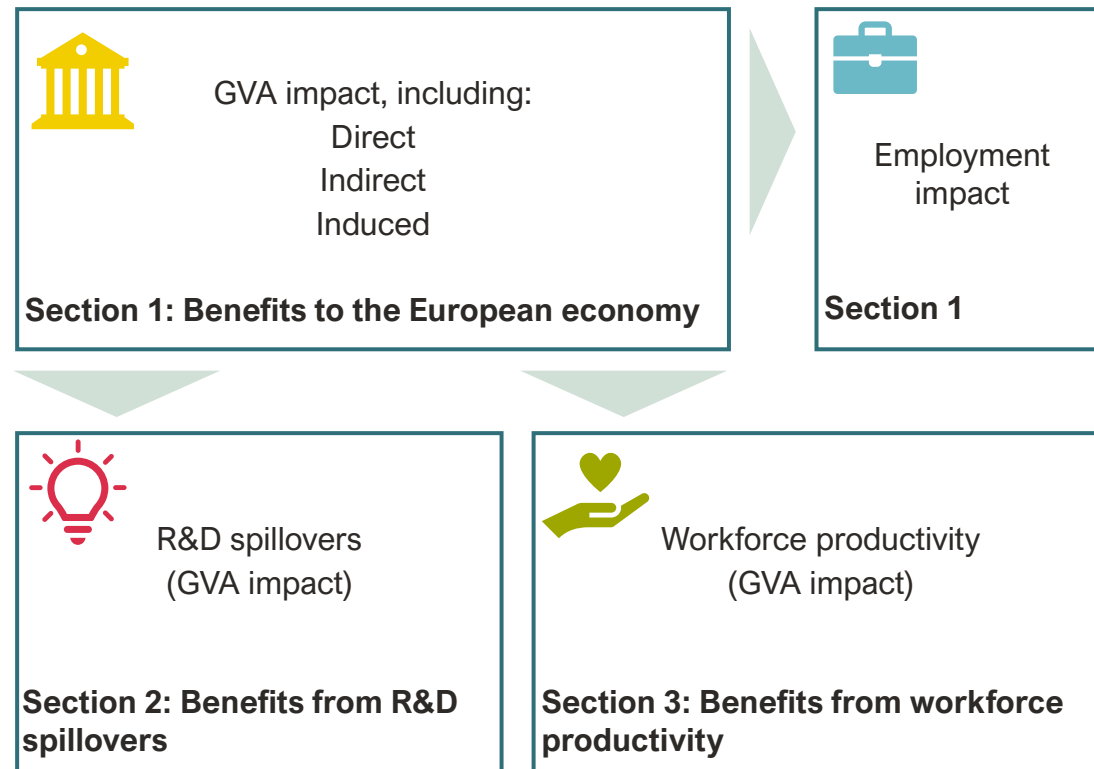 GVA impact, including:
Direct
Indirect
Induced
Section 1: Benefits to the European economy
Employment
impact
Section 1
R&D spillovers
(GVA impact)
Section 2: Benefits from R&D
spillovers
Workforce productivity
(GVA impact)
Section 3: Benefits from workforce
productivity